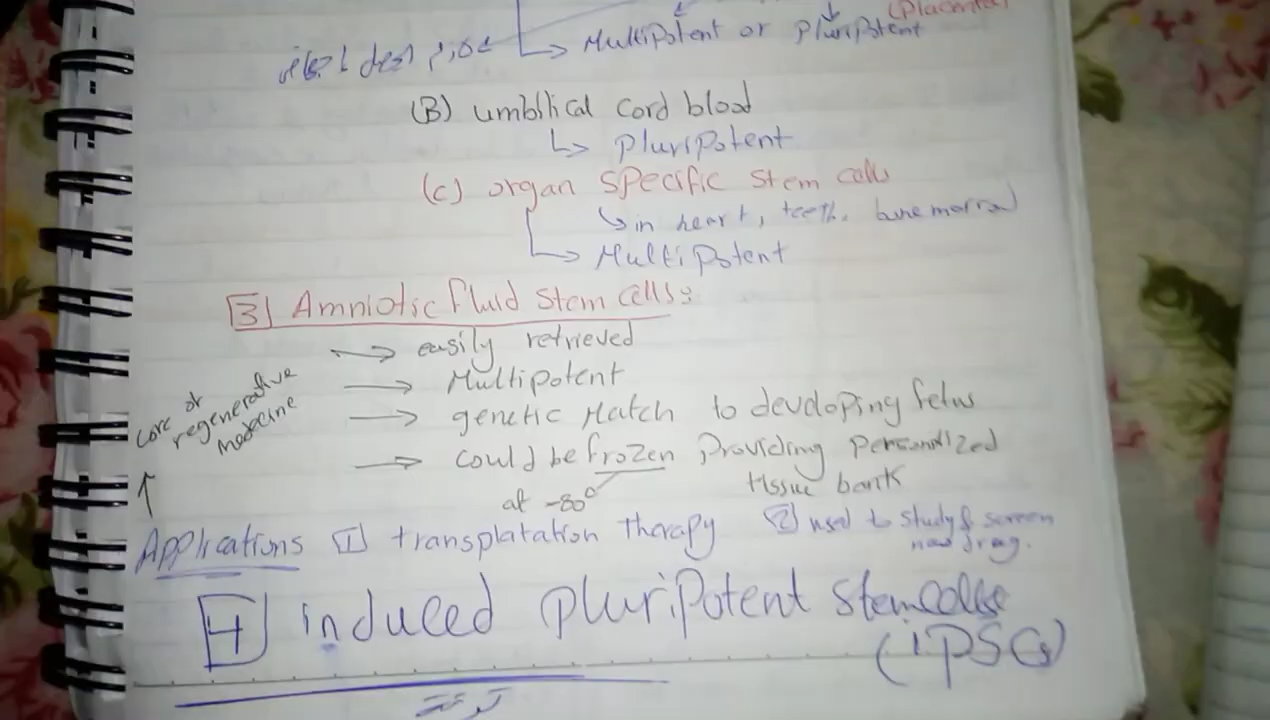 (Placenta)
↳ Multipotent or pluripotent
(B) umbilical cord blood
↳ pluripotent
(C) organ specific stem cells
↳ in heart, teeth, bone marrow
→ Multipotent
3 Amniotic fluid stem cells:
→ easily retrieved
→ Multipotent
→ genetic Match to developing fetus
→ could be frozen, providing personalized
at -80° tissue bank
core of
regenerative
medecine
↑
Applications 1 transplatation therapy 2 used to study & screen
new drug.
4 induced pluripotent stem cells
(iPSCs)